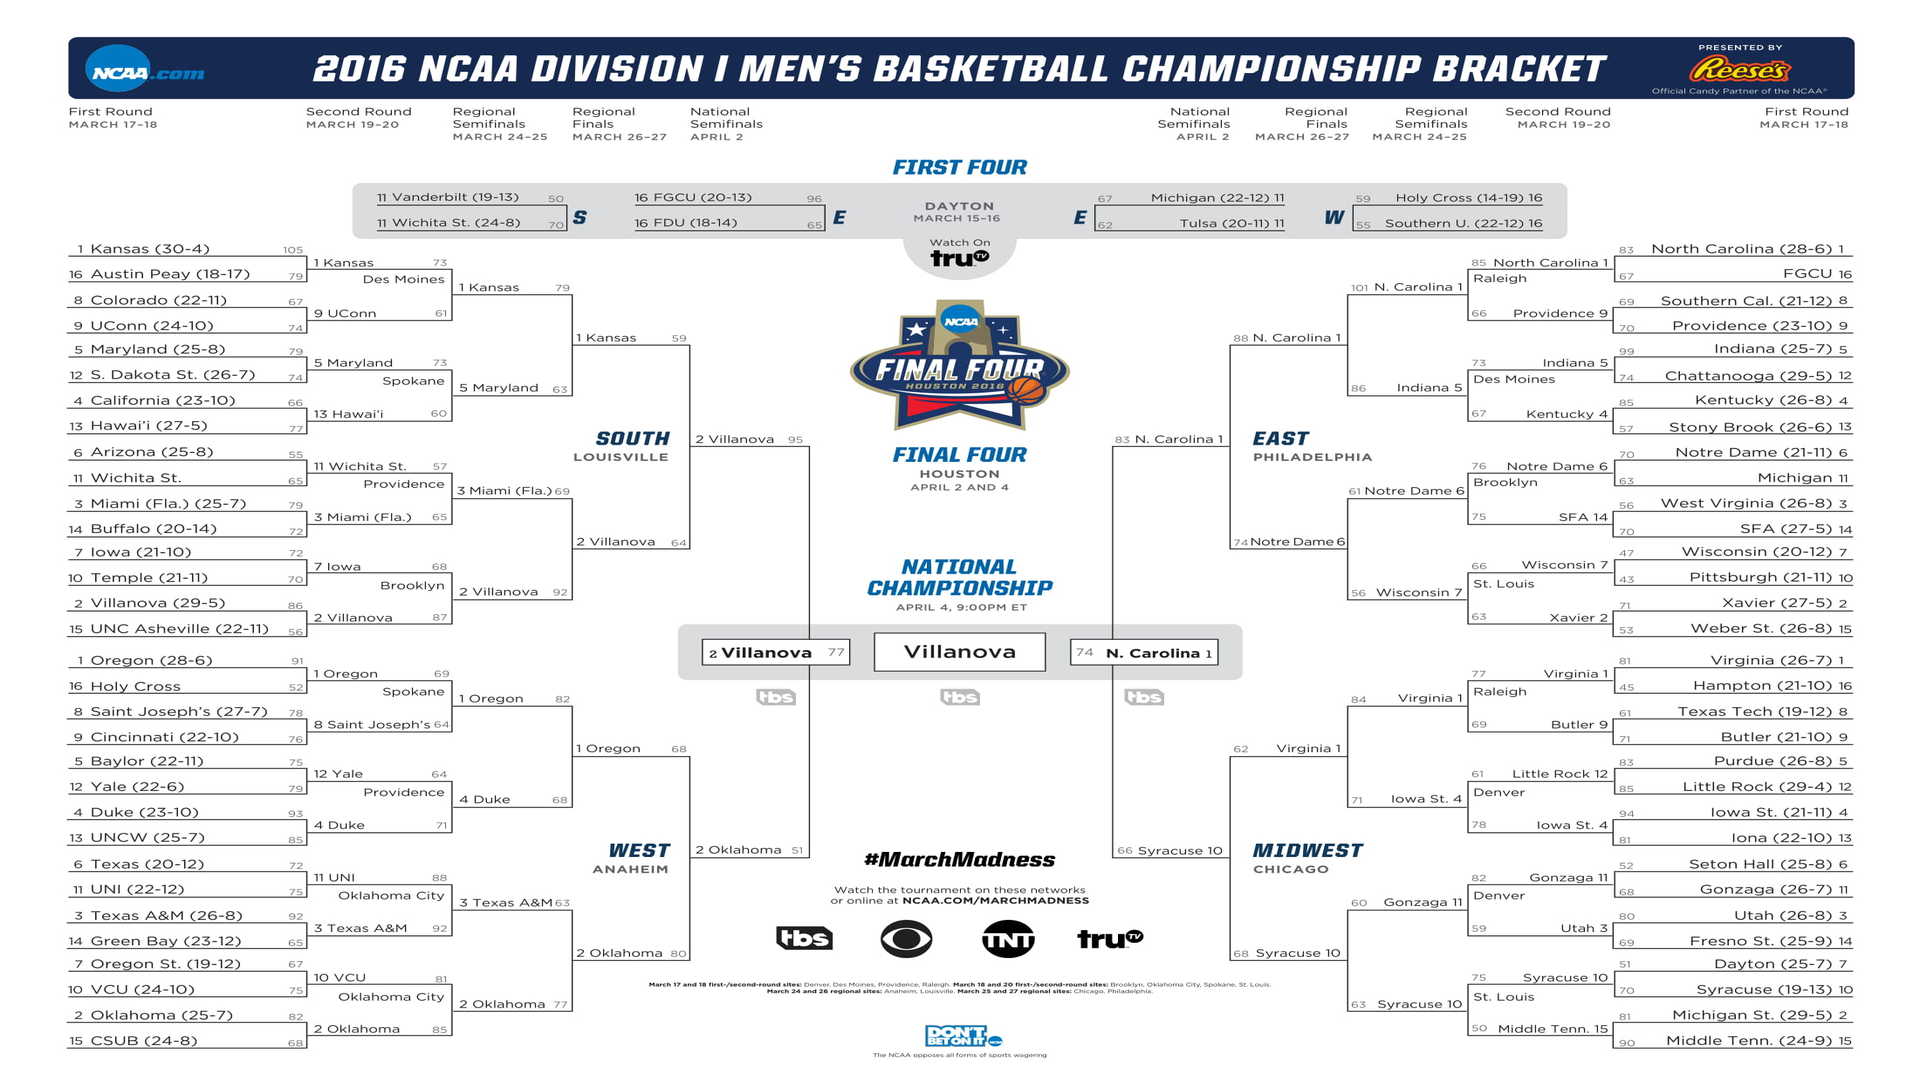 NCAA.com
2016 NCAA DIVISION I MEN'S BASKETBALL CHAMPIONSHIP BRACKET
PRESENTED BY
Reese's
Official Candy Partner of the NCAA®
First Round
MARCH 17-18
Second Round
MARCH 19-20
Regional
Semifinals
MARCH 24-25
Regional
Finals
MARCH 26-27
National
Semifinals
APRIL 2
National
Semifinals
APRIL 2
Regional
Finals
MARCH 26-27
Regional
Semifinals
MARCH 24-25
Second Round
MARCH 19-20
First Round
MARCH 17-18
FIRST FOUR
11 Vanderbilt (19-13) 50
11 Wichita St. (24-8) 70
S
16 FGCU (20-13) 96
16 FDU (18-14) 65
E
DAYTON
MARCH 15-16
E
67 Michigan (22-12) 11
62 Tulsa (20-11) 11
W
59 Holy Cross (14-19) 16
55 Southern U. (22-12) 16
Watch On
truTV
1 Kansas (30-4) 105
16 Austin Peay (18-17) 79
8 Colorado (22-11) 67
9 UConn (24-10) 74
5 Maryland (25-8) 79
12 S. Dakota St. (26-7) 74
4 California (23-10) 66
13 Hawai'i (27-5) 77
6 Arizona (25-8) 55
11 Wichita St. 65
3 Miami (Fla.) (25-7) 79
14 Buffalo (20-14) 72
7 Iowa (21-10) 72
10 Temple (21-11) 70
2 Villanova (29-5) 86
15 UNC Asheville (22-11) 56
1 Kansas 73
Des Moines
9 UConn 61
5 Maryland 73
Spokane
13 Hawai'i 60
11 Wichita St. 57
Providence
3 Miami (Fla.) 65
7 Iowa 68
Brooklyn
2 Villanova 87
1 Kansas 79
5 Maryland 63
3 Miami (Fla.) 69
2 Villanova 92
1 Kansas 59
2 Villanova 64
SOUTH
LOUISVILLE
2 Villanova 95
1 Oregon (28-6) 91
16 Holy Cross 52
8 Saint Joseph's (27-7) 78
9 Cincinnati (22-10) 76
5 Baylor (22-11) 75
12 Yale (22-6) 79
4 Duke (23-10) 93
13 UNCW (25-7) 85
6 Texas (20-12) 72
11 UNI (22-12) 75
3 Texas A&M (26-8) 92
14 Green Bay (23-12) 65
7 Oregon St. (19-12) 67
10 VCU (24-10) 75
2 Oklahoma (25-7) 82
15 CSUB (24-8) 68
1 Oregon 69
Spokane
8 Saint Joseph's 64
12 Yale 64
Providence
4 Duke 71
11 UNI 88
Oklahoma City
3 Texas A&M 92
10 VCU 81
Oklahoma City
2 Oklahoma 85
1 Oregon 82
4 Duke 68
3 Texas A&M 63
2 Oklahoma 77
1 Oregon 68
2 Oklahoma 80
WEST
ANAHEIM
2 Oklahoma 51
NCAA
FINAL FOUR
HOUSTON 2016
FINAL FOUR
HOUSTON
APRIL 2 AND 4
NATIONAL
CHAMPIONSHIP
APRIL 4, 9:00PM ET
2 Villanova 77
Villanova
74 N. Carolina 1
tbs
tbs
tbs
83 North Carolina (28-6) 1
67 FGCU 16
69 Southern Cal. (21-12) 8
70 Providence (23-10) 9
99 Indiana (25-7) 5
74 Chattanooga (29-5) 12
85 Kentucky (26-8) 4
57 Stony Brook (26-6) 13
70 Notre Dame (21-11) 6
63 Michigan 11
56 West Virginia (26-8) 3
70 SFA (27-5) 14
47 Wisconsin (20-12) 7
43 Pittsburgh (21-11) 10
71 Xavier (27-5) 2
53 Weber St. (26-8) 15
85 North Carolina 1
Raleigh
66 Providence 9
73 Indiana 5
Des Moines
67 Kentucky 4
76 Notre Dame 6
Brooklyn
75 SFA 14
66 Wisconsin 7
St. Louis
63 Xavier 2
101 N. Carolina 1
86 Indiana 5
61 Notre Dame 6
56 Wisconsin 7
88 N. Carolina 1
74 Notre Dame 6
EAST
PHILADELPHIA
83 N. Carolina 1
81 Virginia (26-7) 1
45 Hampton (21-10) 16
61 Texas Tech (19-12) 8
71 Butler (21-10) 9
83 Purdue (26-8) 5
85 Little Rock (29-4) 12
94 Iowa St. (21-11) 4
81 Iona (22-10) 13
52 Seton Hall (25-8) 6
68 Gonzaga (26-7) 11
80 Utah (26-8) 3
69 Fresno St. (25-9) 14
51 Dayton (25-7) 7
70 Syracuse (19-13) 10
81 Michigan St. (29-5) 2
90 Middle Tenn. (24-9) 15
77 Virginia 1
Raleigh
69 Butler 9
61 Little Rock 12
Denver
78 Iowa St. 4
82 Gonzaga 11
Denver
59 Utah 3
75 Syracuse 10
St. Louis
50 Middle Tenn. 15
84 Virginia 1
71 Iowa St. 4
60 Gonzaga 11
63 Syracuse 10
62 Virginia 1
68 Syracuse 10
MIDWEST
CHICAGO
66 Syracuse 10
#MarchMadness
Watch the tournament on these networks
or online at NCAA.COM/MARCHMADNESS
tbs
TNT
truTV
March 17 and 18 first-/second-round sites: Denver, Des Moines, Providence, Raleigh. March 18 and 20 first-/second-round sites: Brooklyn, Oklahoma City, Spokane, St. Louis.
March 24 and 26 regional sites: Anaheim, Louisville. March 25 and 27 regional sites: Chicago, Philadelphia.
DON'T
BET ON IT
NCAA
The NCAA opposes all forms of sports wagering